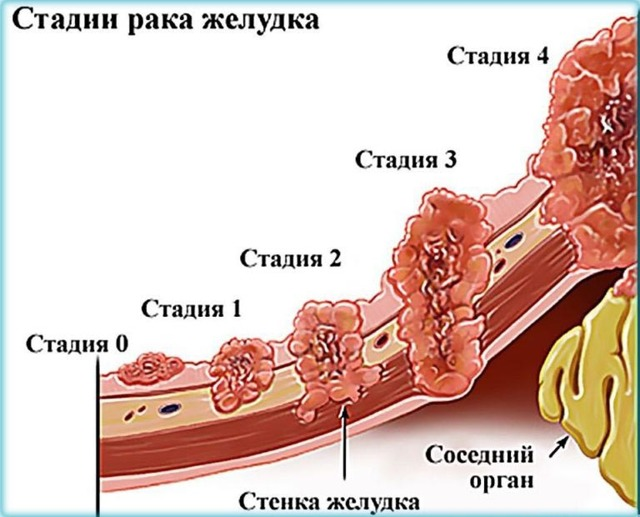 Стадии рака желудка
Стадия 4
Стадия 3
Стадия 2
Стадия 1
Стадия 0
Соседний
орган
Стенка желудка